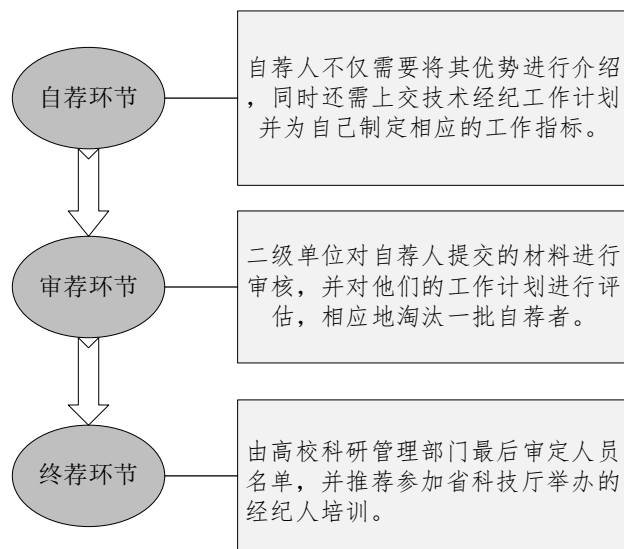 自荐环节
自荐人不仅需要将其优势进行介绍
，同时还需上交技术经纪工作计划
并为自己制定相应的工作指标。
审荐环节
二级单位对自荐人提交的材料进行
审核，并对他们的工作计划进行评
估，相应地淘汰一批自荐者。
终荐环节
由高校科研管理部门最后审定人员
名单，并推荐参加省科技厅举办的
经纪人培训。